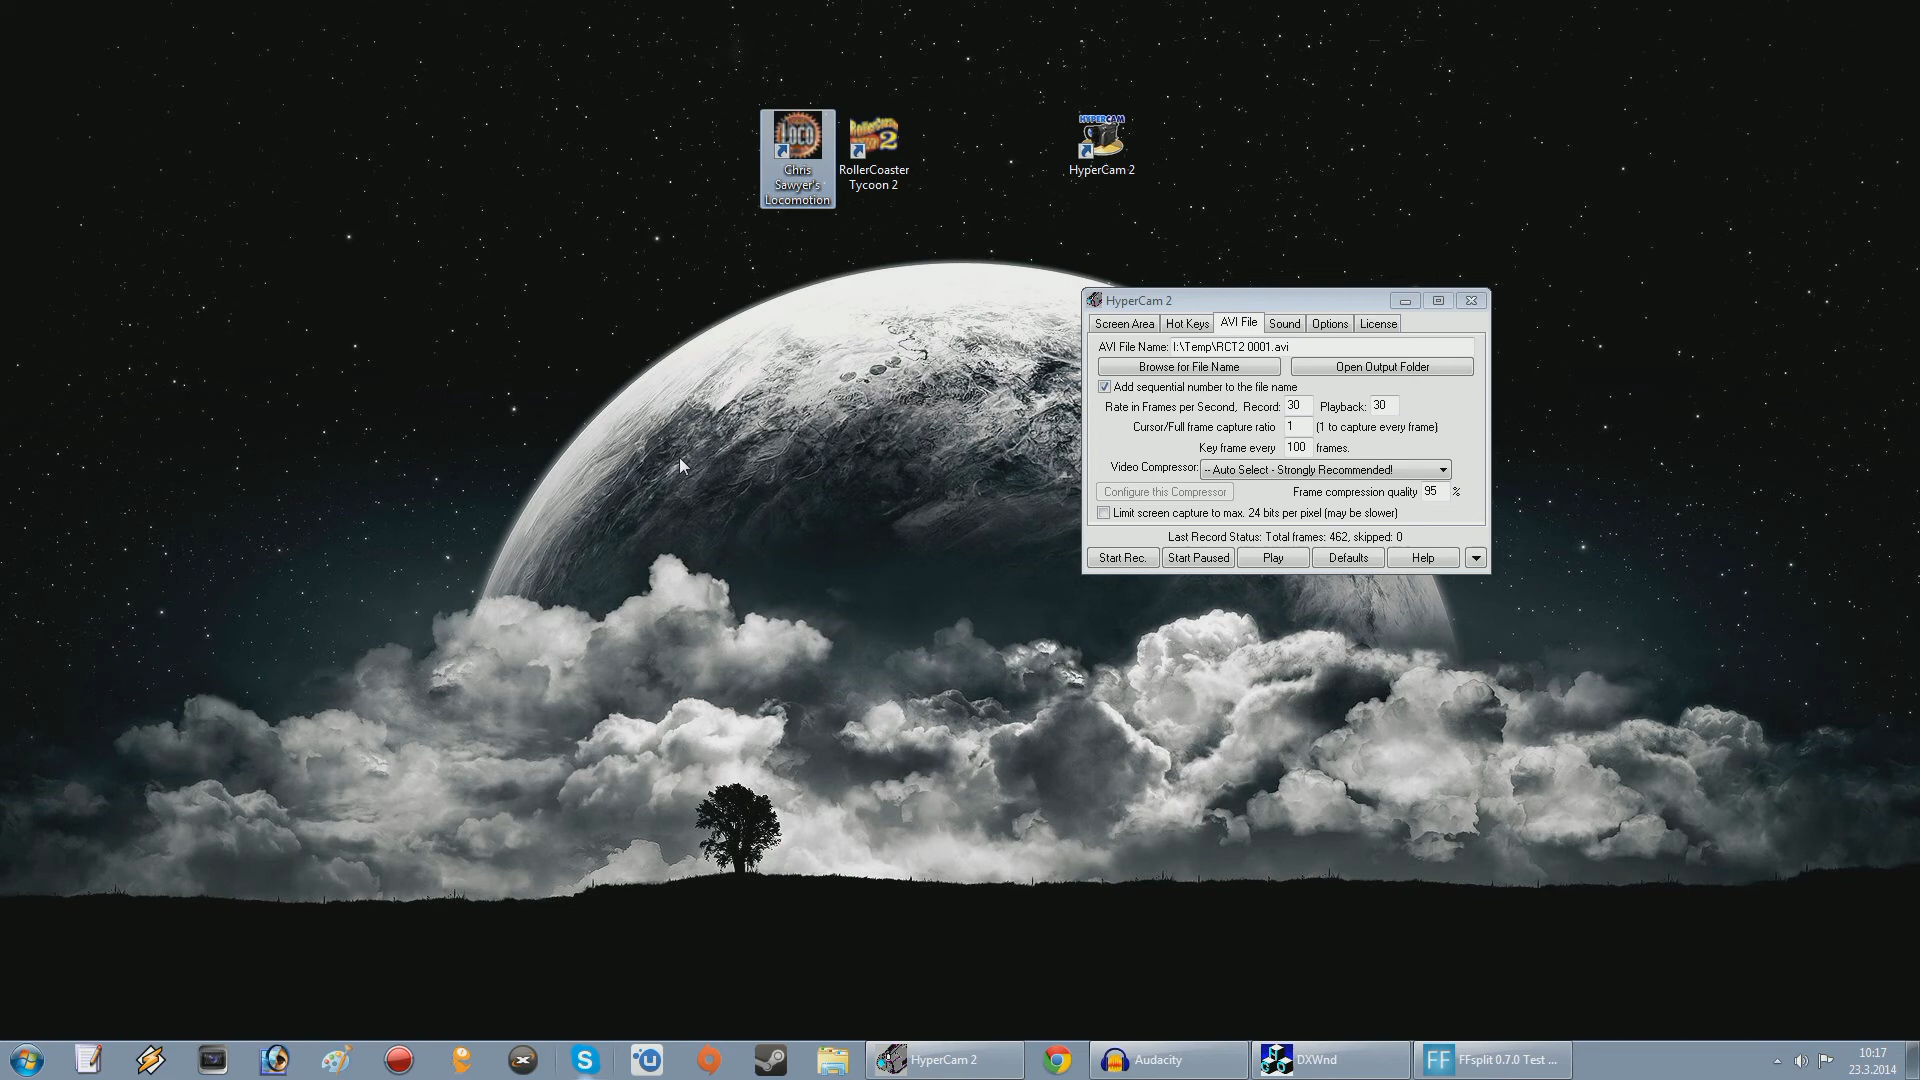 LOCO
RollerCoaster
2
HYPERCAM
Chris
Sawyer's
Locomotion
RollerCoaster
Tycoon 2
HyperCam 2
HyperCam 2
Screen Area
Hot Keys
AVI File
Sound
Options
License
AVI File Name: I:\Temp\RCT2 0001.avi
Browse for File Name
Open Output Folder
Add sequential number to the file name
Rate in Frames per Second, Record: 30 Playback: 30
Cursor/Full frame capture ratio 1 (1 to capture every frame)
Key frame every 100 frames.
Video Compressor: -- Auto Select - Strongly Recommended!
Configure this Compressor
Frame compression quality 95 %
Limit screen capture to max. 24 bits per pixel (may be slower)
Last Record Status: Total frames: 462, skipped: 0
Start Rec.
Start Paused
Play
Defaults
Help
HyperCam 2
Audacity
DXWnd
FF
FFsplit 0.7.0 Test ...
10:17
23.3.2014